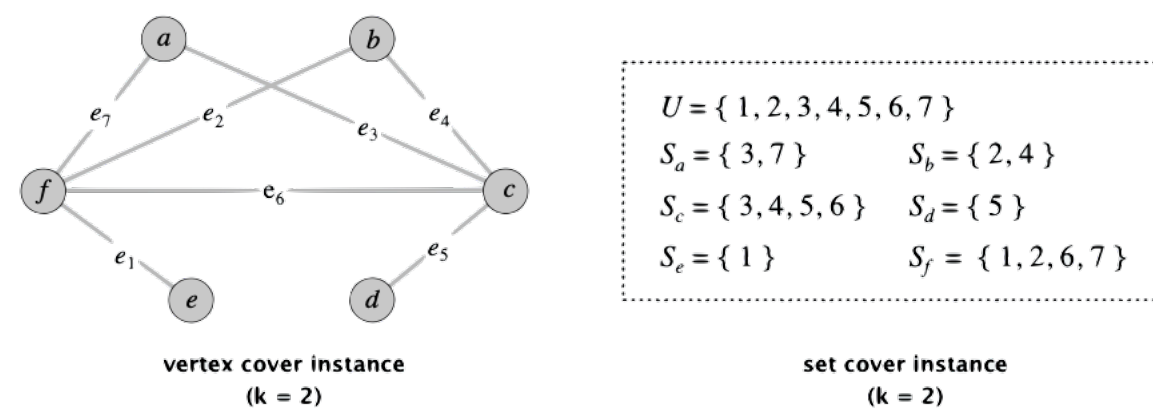 a b
e7 e2 e3 e4
f e6 c
e1 e5
e d
vertex cover instance
(k = 2)
U = { 1, 2, 3, 4, 5, 6, 7 }
Sa = { 3, 7 } Sb = { 2, 4 }
Sc = { 3, 4, 5, 6 } Sd = { 5 }
Se = { 1 } Sf = { 1, 2, 6, 7 }
set cover instance
(k = 2)